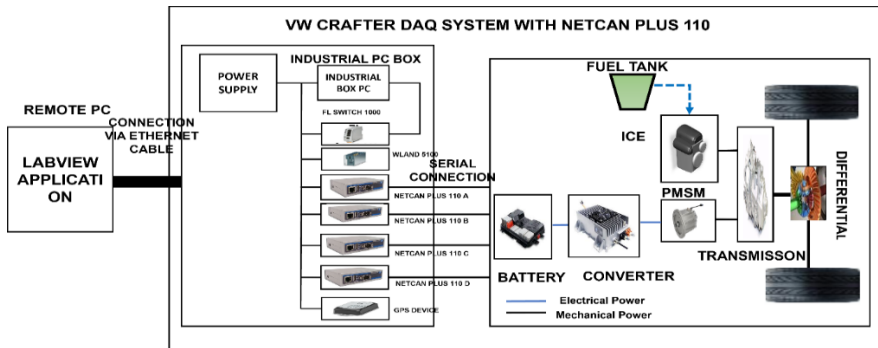 VW CRAFTER DAQ SYSTEM WITH NETCAN PLUS 110
REMOTE PC
LABVIEW
APPLICATI
ON
CONNECTION
VIA ETHERNET
CABLE
INDUSTRIAL PC BOX
POWER
SUPPLY
INDUSTRIAL
BOX PC
FL SWITCH 1000
WLAND 5100
SERIAL
CONNECTION
NETCAN PLUS 110 A
NETCAN PLUS 110 B
NETCAN PLUS 110 C
NETCAN PLUS 110 D
GPS DEVICE
FUEL TANK
ICE
PMSM
BATTERY
CONVERTER
TRANSMISSON
DIFFERENTIAL
Electrical Power
Mechanical Power